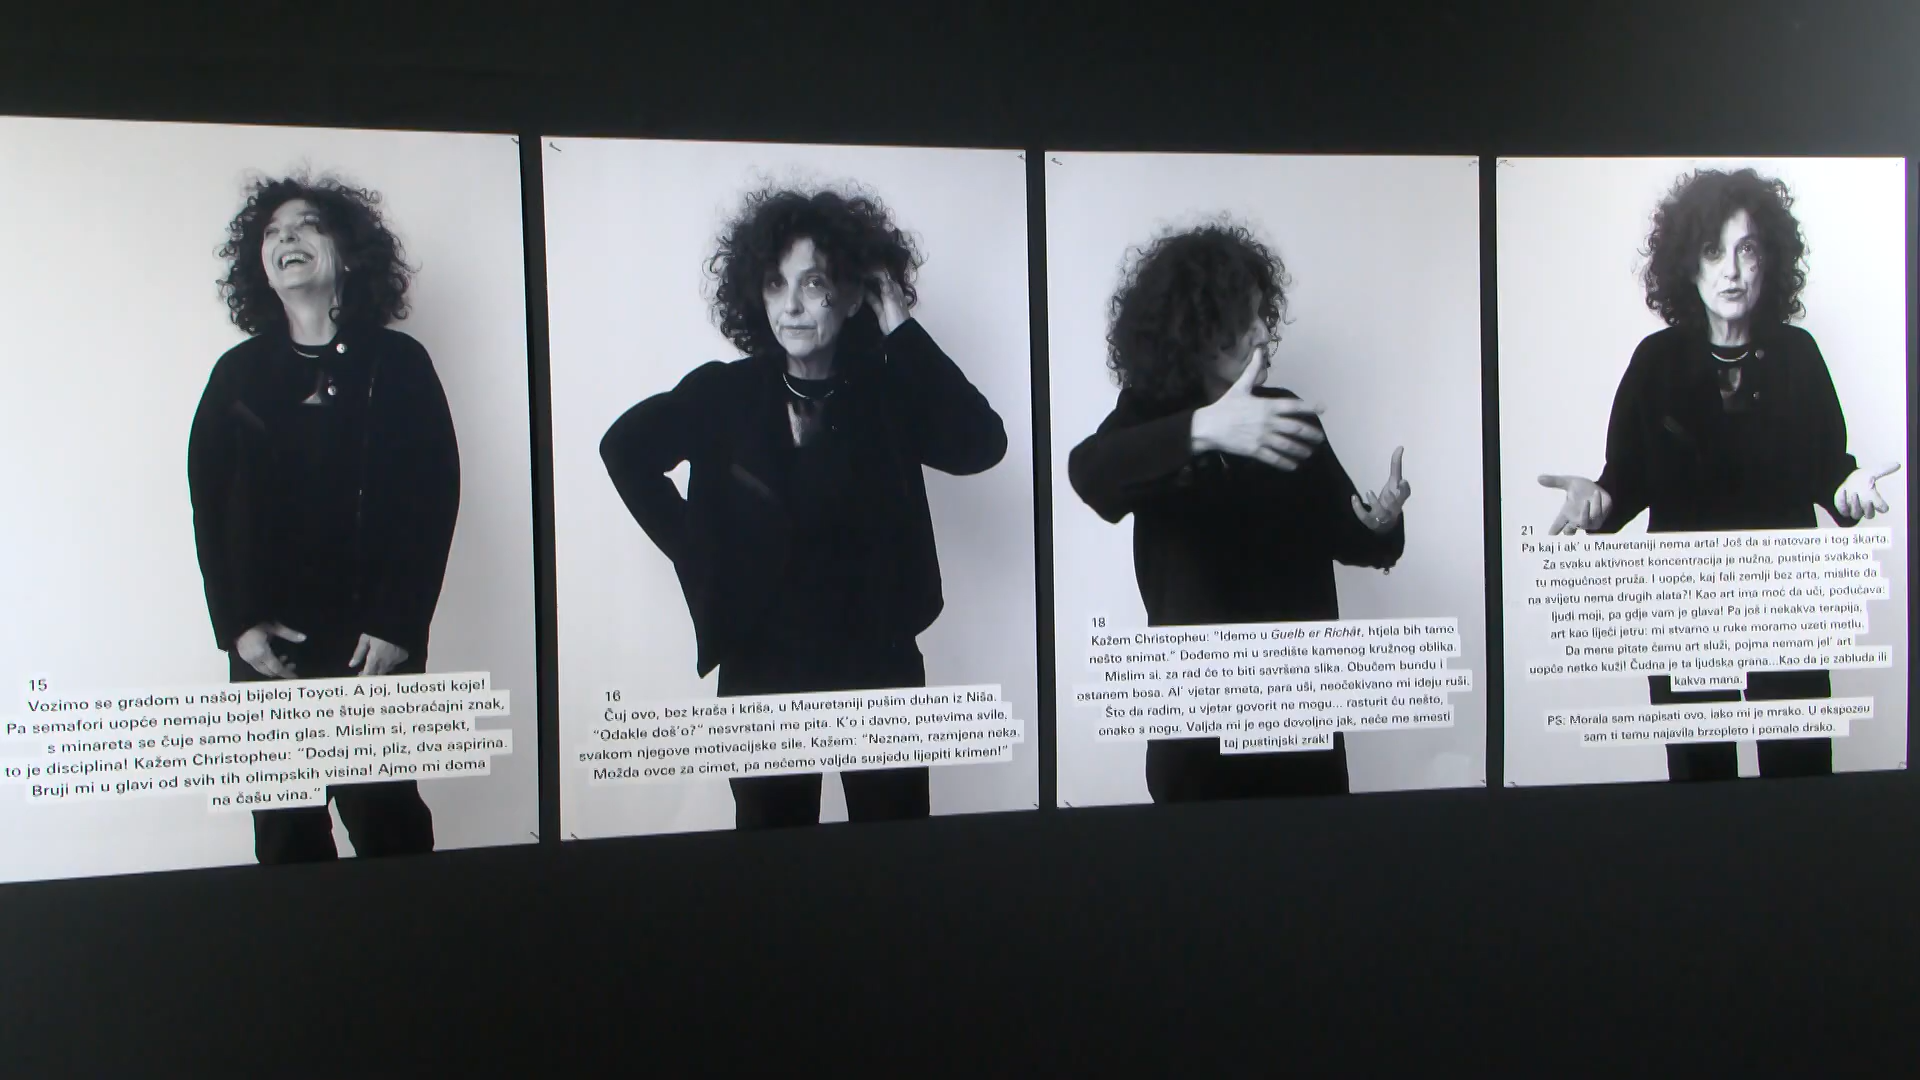 15
Vozimo se gradom u našoj bijeloj Toyoti. A joj, ludosti koje!
Pa semafori uopće nemaju boje! Nitko ne štuje saobraćajni znak,
s minareta se čuje samo hođin glas. Mislim si, respekt,
to je disciplina! Kažem Christopheu: "Dodaj mi, pliz, dva aspirina.
Bruji mi u glavi od svih tih olimpskih visina! Ajmo mi doma
na čašu vina."
16
Čuj ovo, bez kraša i kriša, u Mauretaniji pušim duhan iz Niša.
"Odakle doš'o?" nesvrstani me pita. K'o i davno, putevima svile,
svakom njegove motivacijske sile. Kažem: "Neznam, razmjena neka.
Možda ovce za cimet, pa nećemo valjda susjedu lijepiti krimen!"
18
Kažem Christopheu: "Idemo u Guelb er Richât, htjela bih tamo
nešto snimat." Dođemo mi u središte kamenog kružnog oblika.
Mislim si, za rad će to biti savršena slika. Obučem bundu i
ostanem bosa. Al' vjetar smeta, para uši, neočekivano mi ideju ruši.
Što da radim, u vjetar govorit ne mogu... rasturit ću nešto,
onako s nogu. Valjda mi je ego dovoljno jak, neće me smesti
taj pustinjski zrak!
21
Pa kaj i ak' u Mauretaniji nema arta! Još da si natovare i tog škarta.
Za svaku aktivnost koncentracija je nužna, pustinja svakako
tu mogućnost pruža. I uopće, kaj fali zemlji bez arta, mislite da
na svijetu nema drugih alata?! Kao art ima moć da uči, podučava:
ljudi moji, pa gdje vam je glava! Pa još i nekakva terapija,
art kao liječi jetru: mi stvarno u ruke moramo uzeti metlu.
Da mene pitate čemu art služi, pojma nemam jel' art
uopće netko kuži! Čudna je ta ljudska grana...Kao da je zabluda ili
kakva mana.
PS: Morala sam napisati ovo, iako mi je mrsko. U ekspozeu
sam ti temu najavila brzopleto i pomalo drsko.